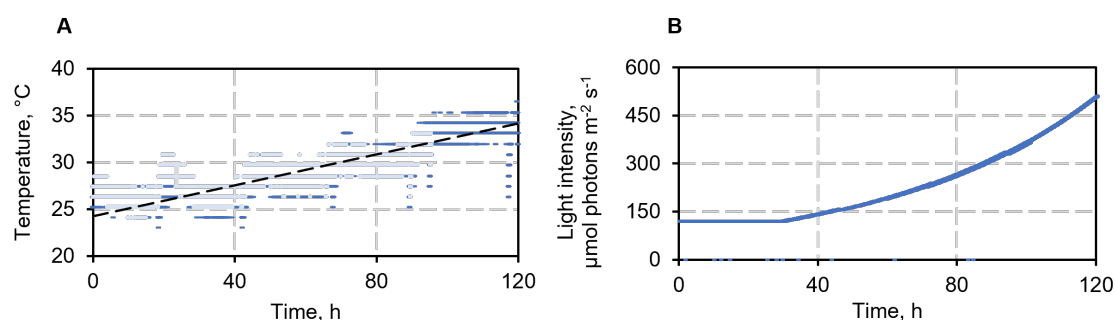 A
Temperature, °C
40
35
30
25
20
0
40
80
120
Time, h
B
Light intensity,
µmol photons m-2 s-1
600
450
300
150
0
0
40
80
120
Time, h